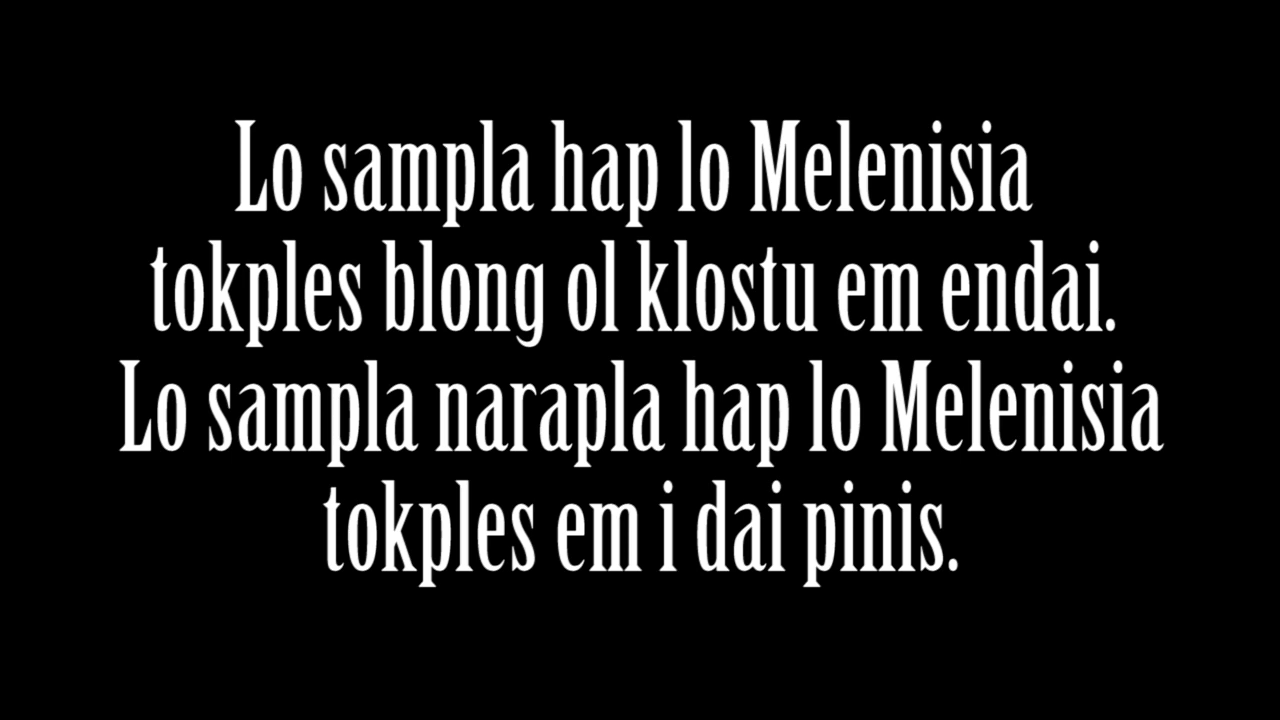 Lo sampla hap lo Melenisia
tokples blong ol klostu em endai.
Lo sampla narapla hap lo Melenisia
tokples em i dai pinis.